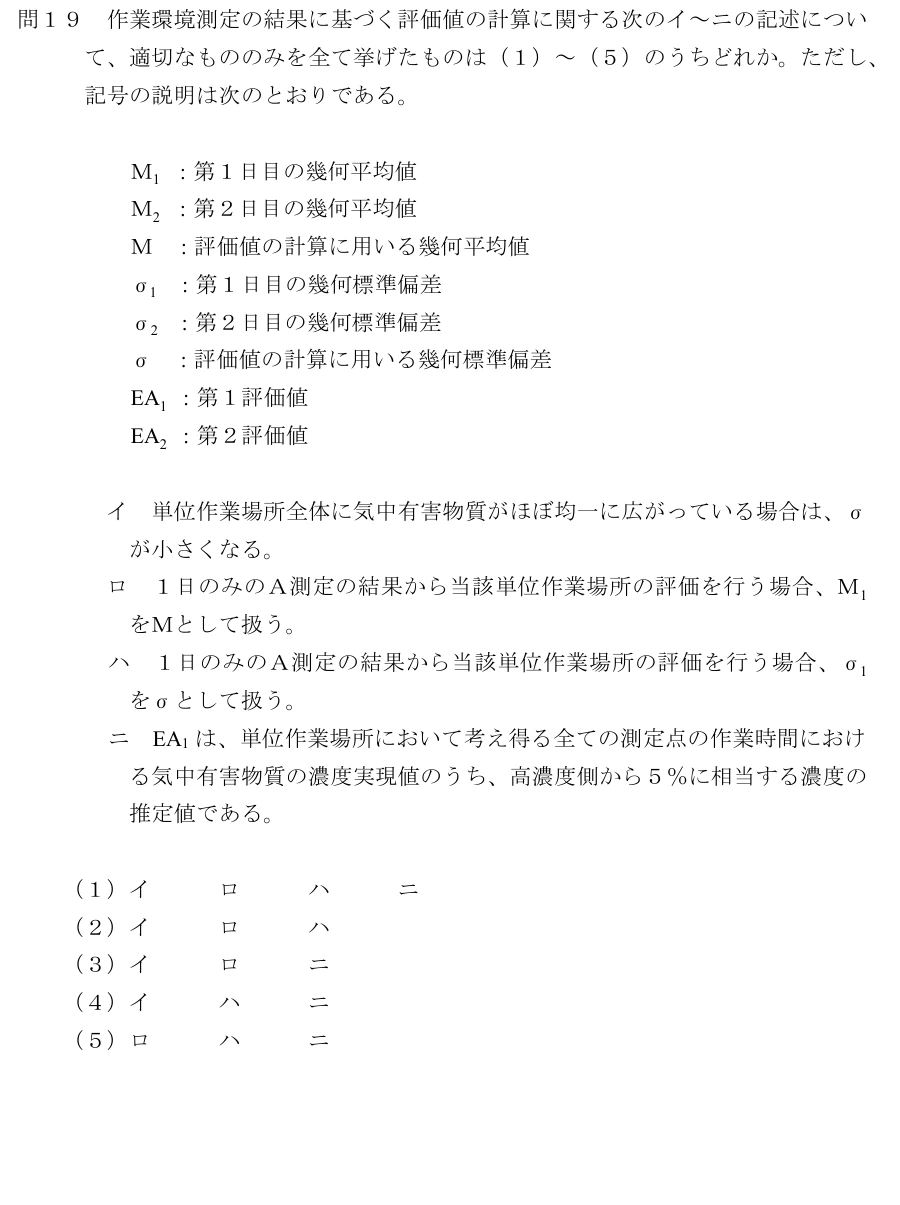 問１９　作業環境測定の結果に基づく評価値の計算に関する次のイ～ニの記述につい
て、適切なもののみを全て挙げたものは（１）～（５）のうちどれか。ただし、
記号の説明は次のとおりである。
Ｍ₁ ：第１日目の幾何平均値
Ｍ₂ ：第２日目の幾何平均値
Ｍ ：評価値の計算に用いる幾何平均値
σ₁ ：第１日目の幾何標準偏差
σ₂ ：第２日目の幾何標準偏差
σ ：評価値の計算に用いる幾何標準偏差
EA₁ ：第１評価値
EA₂ ：第２評価値
イ　単位作業場所全体に気中有害物質がほぼ均一に広がっている場合は、σ
が小さくなる。
ロ　１日のみのＡ測定の結果から当該単位作業場所の評価を行う場合、Ｍ₁
をＭとして扱う。
ハ　１日のみのＡ測定の結果から当該単位作業場所の評価を行う場合、σ₁
をσとして扱う。
ニ　EA₁は、単位作業場所において考え得る全ての測定点の作業時間におけ
る気中有害物質の濃度実現値のうち、高濃度側から５％に相当する濃度の
推定値である。
（１）イ　ロ　ハ　ニ
（２）イ　ロ　ハ
（３）イ　ロ　ニ
（４）イ　ハ　ニ
（５）ロ　ハ　ニ